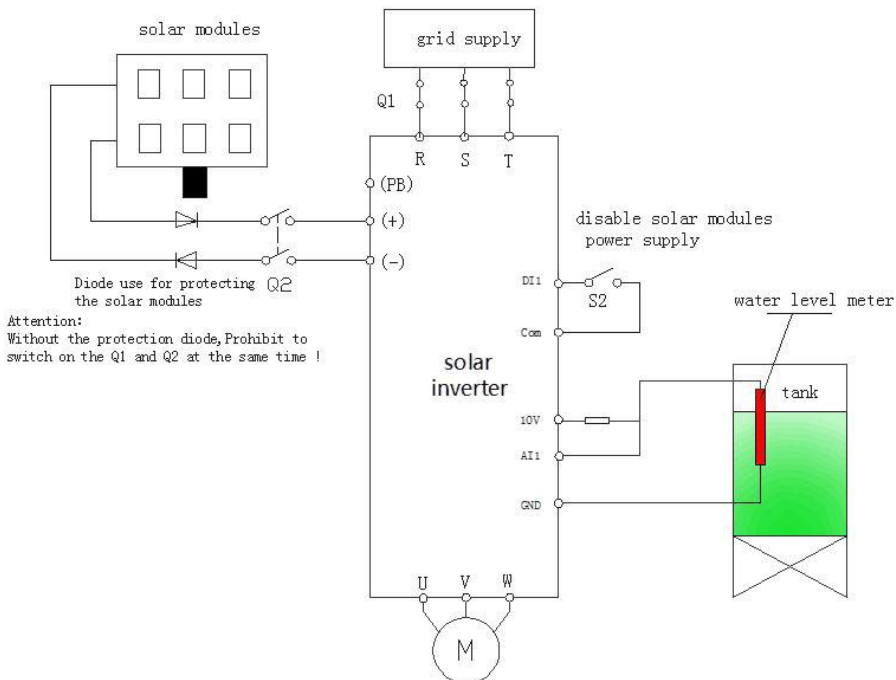 solar modules
grid supply
Q1
R
S
T
(PB)
(+)
(-)
Q2
Diode use for protecting
the solar modules
Attention:
Without the protection diode,Prohibit to
switch on the Q1 and Q2 at the same time !
disable solar modules
power supply
DI1
S2
Com
water level meter
solar
inverter
tank
10V
AI1
GND
U
V
W
M